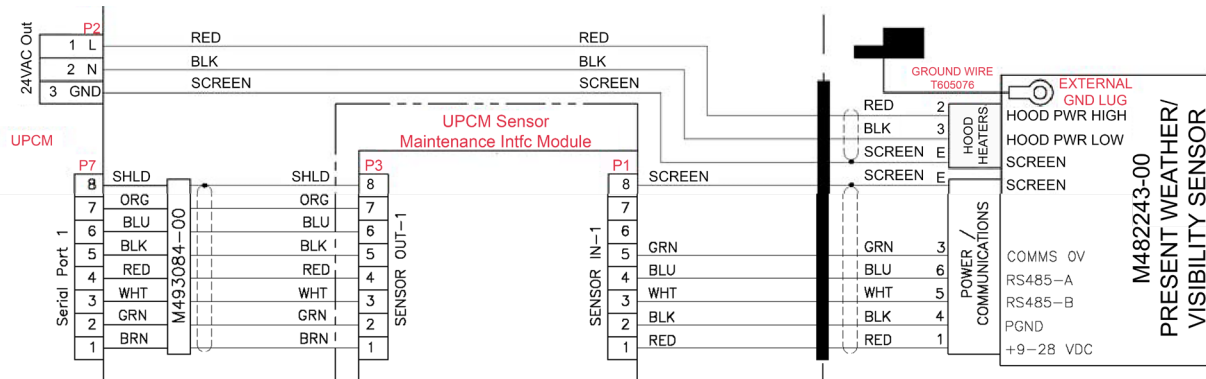 24VAC Out
P2
1 L
2 N
3 GND
RED
BLK
SCREEN
RED
BLK
SCREEN
UPCM
UPCM Sensor
Maintenance Intfc Module
P7
8
7
6
5
4
3
2
1
Serial Port 1
SHLD
ORG
BLU
BLK
RED
WHT
GRN
BRN
M493084-00
SHLD
ORG
BLU
BLK
RED
WHT
GRN
BRN
P3
8
7
6
5
4
3
2
1
SENSOR OUT-1
SENSOR IN-1
P1
8
7
6
5
4
3
2
1
SCREEN
GRN
BLU
WHT
BLK
RED
GROUND WIRE
T605076
EXTERNAL
GND LUG
RED 2
BLK 3
SCREEN E
SCREEN E
HOOD
HEATERS
HOOD PWR HIGH
HOOD PWR LOW
SCREEN
SCREEN
GRN 3
BLU 6
WHT 5
BLK 4
RED 1
POWER /
COMMUNICATIONS
COMMS 0V
RS485-A
RS485-B
PGND
+9-28 VDC
M482243-00
PRESENT WEATHER/
VISIBILITY SENSOR